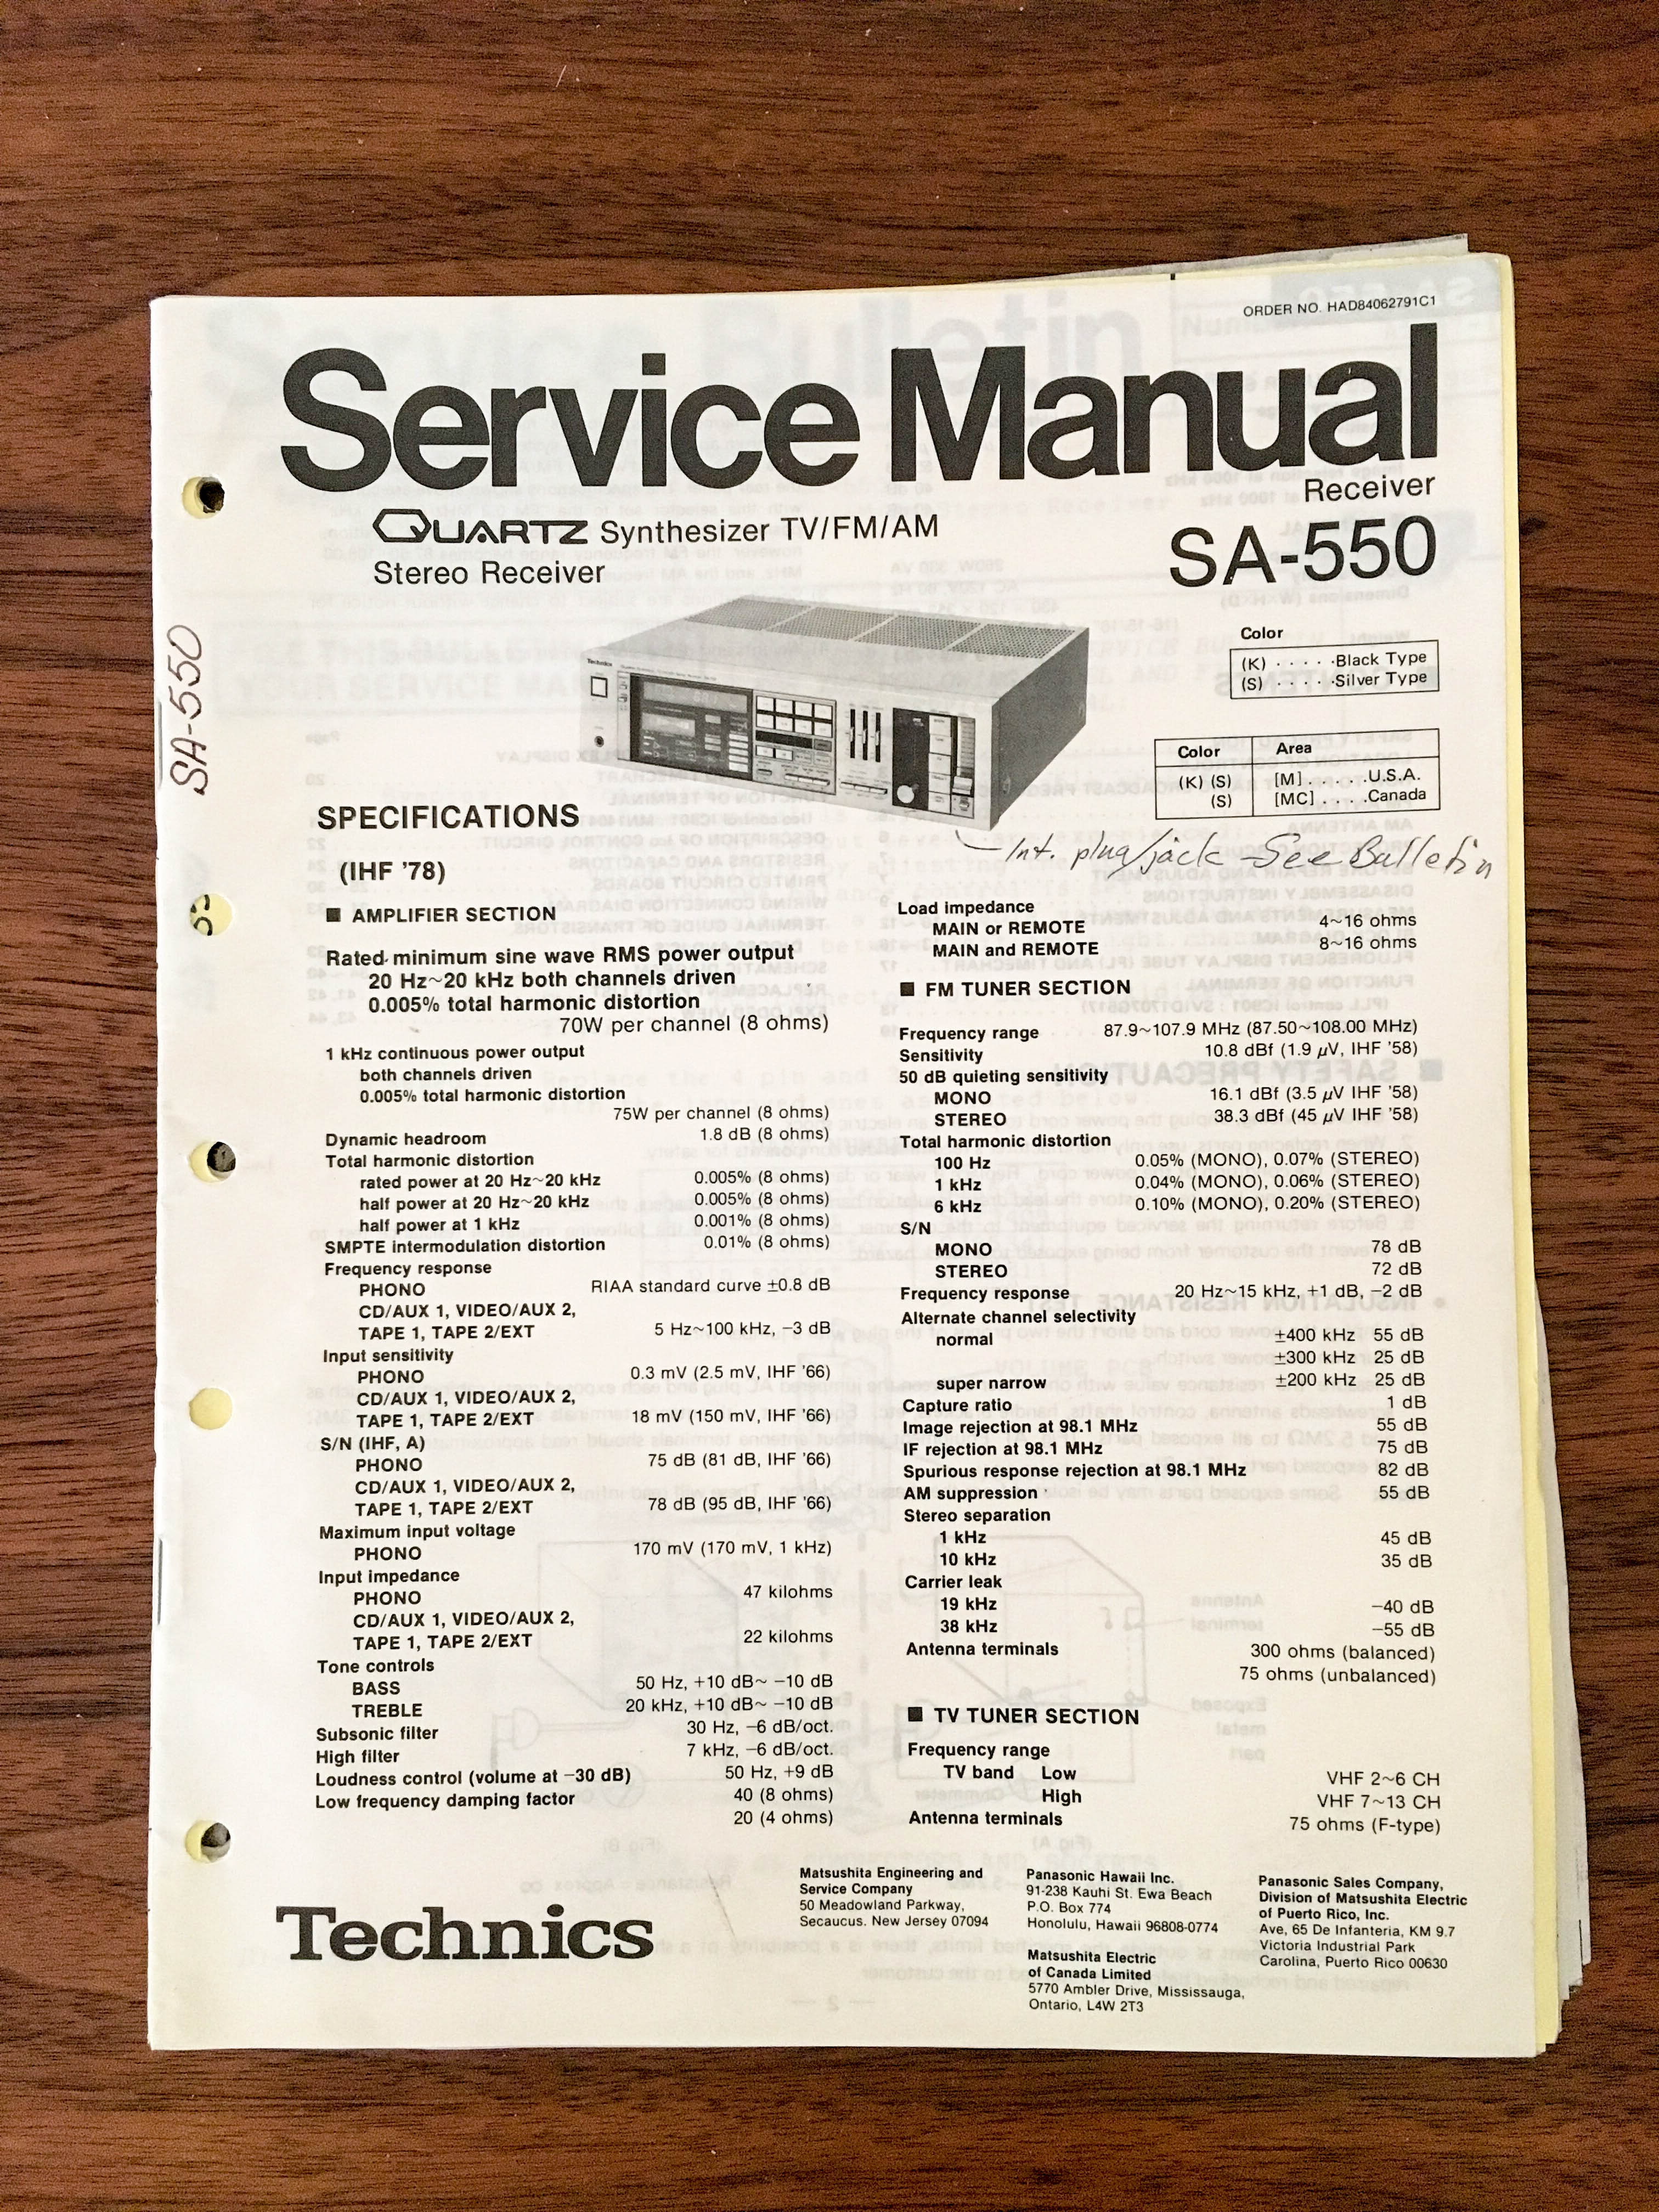 ORDER NO. HAD84062791C1
Service Manual
Receiver
QUARTZ Synthesizer TV/FM/AM
Stereo Receiver
SA-550
SA-550
Technics
Color
(K) · · · · · Black Type
(S) · · · · · Silver Type
Color Area
(K) (S) [M] . . . . . . U.S.A.
(S) [MC] . . . . Canada
Int. plug/jack - See Bulletin
SPECIFICATIONS
(IHF '78)
■ AMPLIFIER SECTION
Rated minimum sine wave RMS power output
20 Hz~20 kHz both channels driven
0.005% total harmonic distortion
70W per channel (8 ohms)
1 kHz continuous power output
both channels driven
0.005% total harmonic distortion
75W per channel (8 ohms)
Dynamic headroom 1.8 dB (8 ohms)
Total harmonic distortion
rated power at 20 Hz~20 kHz 0.005% (8 ohms)
half power at 20 Hz~20 kHz 0.005% (8 ohms)
half power at 1 kHz 0.001% (8 ohms)
SMPTE intermodulation distortion 0.01% (8 ohms)
Frequency response
PHONO RIAA standard curve ±0.8 dB
CD/AUX 1, VIDEO/AUX 2,
TAPE 1, TAPE 2/EXT 5 Hz~100 kHz, −3 dB
Input sensitivity
PHONO 0.3 mV (2.5 mV, IHF '66)
CD/AUX 1, VIDEO/AUX 2,
TAPE 1, TAPE 2/EXT 18 mV (150 mV, IHF '66)
S/N (IHF, A)
PHONO 75 dB (81 dB, IHF '66)
CD/AUX 1, VIDEO/AUX 2,
TAPE 1, TAPE 2/EXT 78 dB (95 dB, IHF '66)
Maximum input voltage
PHONO 170 mV (170 mV, 1 kHz)
Input impedance
PHONO 47 kilohms
CD/AUX 1, VIDEO/AUX 2,
TAPE 1, TAPE 2/EXT 22 kilohms
Tone controls
BASS 50 Hz, +10 dB~ −10 dB
TREBLE 20 kHz, +10 dB~ −10 dB
Subsonic filter 30 Hz, −6 dB/oct.
High filter 7 kHz, −6 dB/oct.
Loudness control (volume at −30 dB) 50 Hz, +9 dB
Low frequency damping factor 40 (8 ohms)
20 (4 ohms)
Load impedance
MAIN or REMOTE 4~16 ohms
MAIN and REMOTE 8~16 ohms
■ FM TUNER SECTION
Frequency range 87.9~107.9 MHz (87.50~108.00 MHz)
Sensitivity 10.8 dBf (1.9 µV, IHF '58)
50 dB quieting sensitivity
MONO 16.1 dBf (3.5 µV IHF '58)
STEREO 38.3 dBf (45 µV IHF '58)
Total harmonic distortion
100 Hz 0.05% (MONO), 0.07% (STEREO)
1 kHz 0.04% (MONO), 0.06% (STEREO)
6 kHz 0.10% (MONO), 0.20% (STEREO)
S/N
MONO 78 dB
STEREO 72 dB
Frequency response 20 Hz~15 kHz, +1 dB, −2 dB
Alternate channel selectivity
normal ±400 kHz 55 dB
±300 kHz 25 dB
super narrow ±200 kHz 25 dB
Capture ratio 1 dB
Image rejection at 98.1 MHz 55 dB
IF rejection at 98.1 MHz 75 dB
Spurious response rejection at 98.1 MHz 82 dB
AM suppression 55 dB
Stereo separation
1 kHz 45 dB
10 kHz 35 dB
Carrier leak
19 kHz −40 dB
38 kHz −55 dB
Antenna terminals 300 ohms (balanced)
75 ohms (unbalanced)
■ TV TUNER SECTION
Frequency range
TV band Low VHF 2~6 CH
High VHF 7~13 CH
Antenna terminals 75 ohms (F-type)
Technics
Matsushita Engineering and
Service Company
50 Meadowland Parkway,
Secaucus. New Jersey 07094
Panasonic Hawaii Inc.
91-238 Kauhi St. Ewa Beach
P.O. Box 774
Honolulu, Hawaii 96808-0774
Matsushita Electric
of Canada Limited
5770 Ambler Drive, Mississauga,
Ontario, L4W 2T3
Panasonic Sales Company,
Division of Matsushita Electric
of Puerto Rico, Inc.
Ave, 65 De Infanteria, KM 9.7
Victoria Industrial Park
Carolina, Puerto Rico 00630